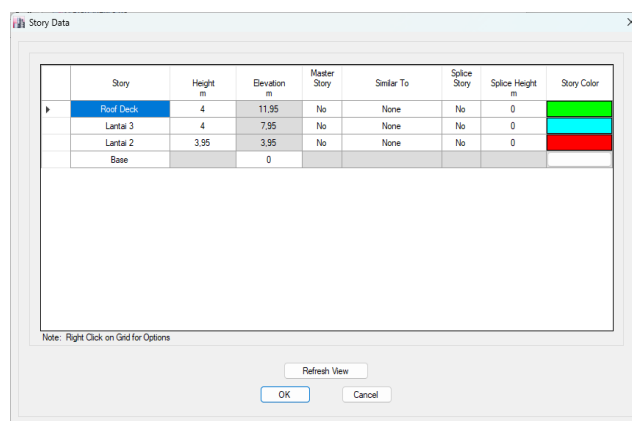 Story Data
Story Height m Elevation m Master Story Similar To Splice Story Splice Height m Story Color
Roof Deck 4 11,95 No None No 0
Lantai 3 4 7,95 No None No 0
Lantai 2 3,95 3,95 No None No 0
Base 0
Note: Right Click on Grid for Options
Refresh View
OK Cancel